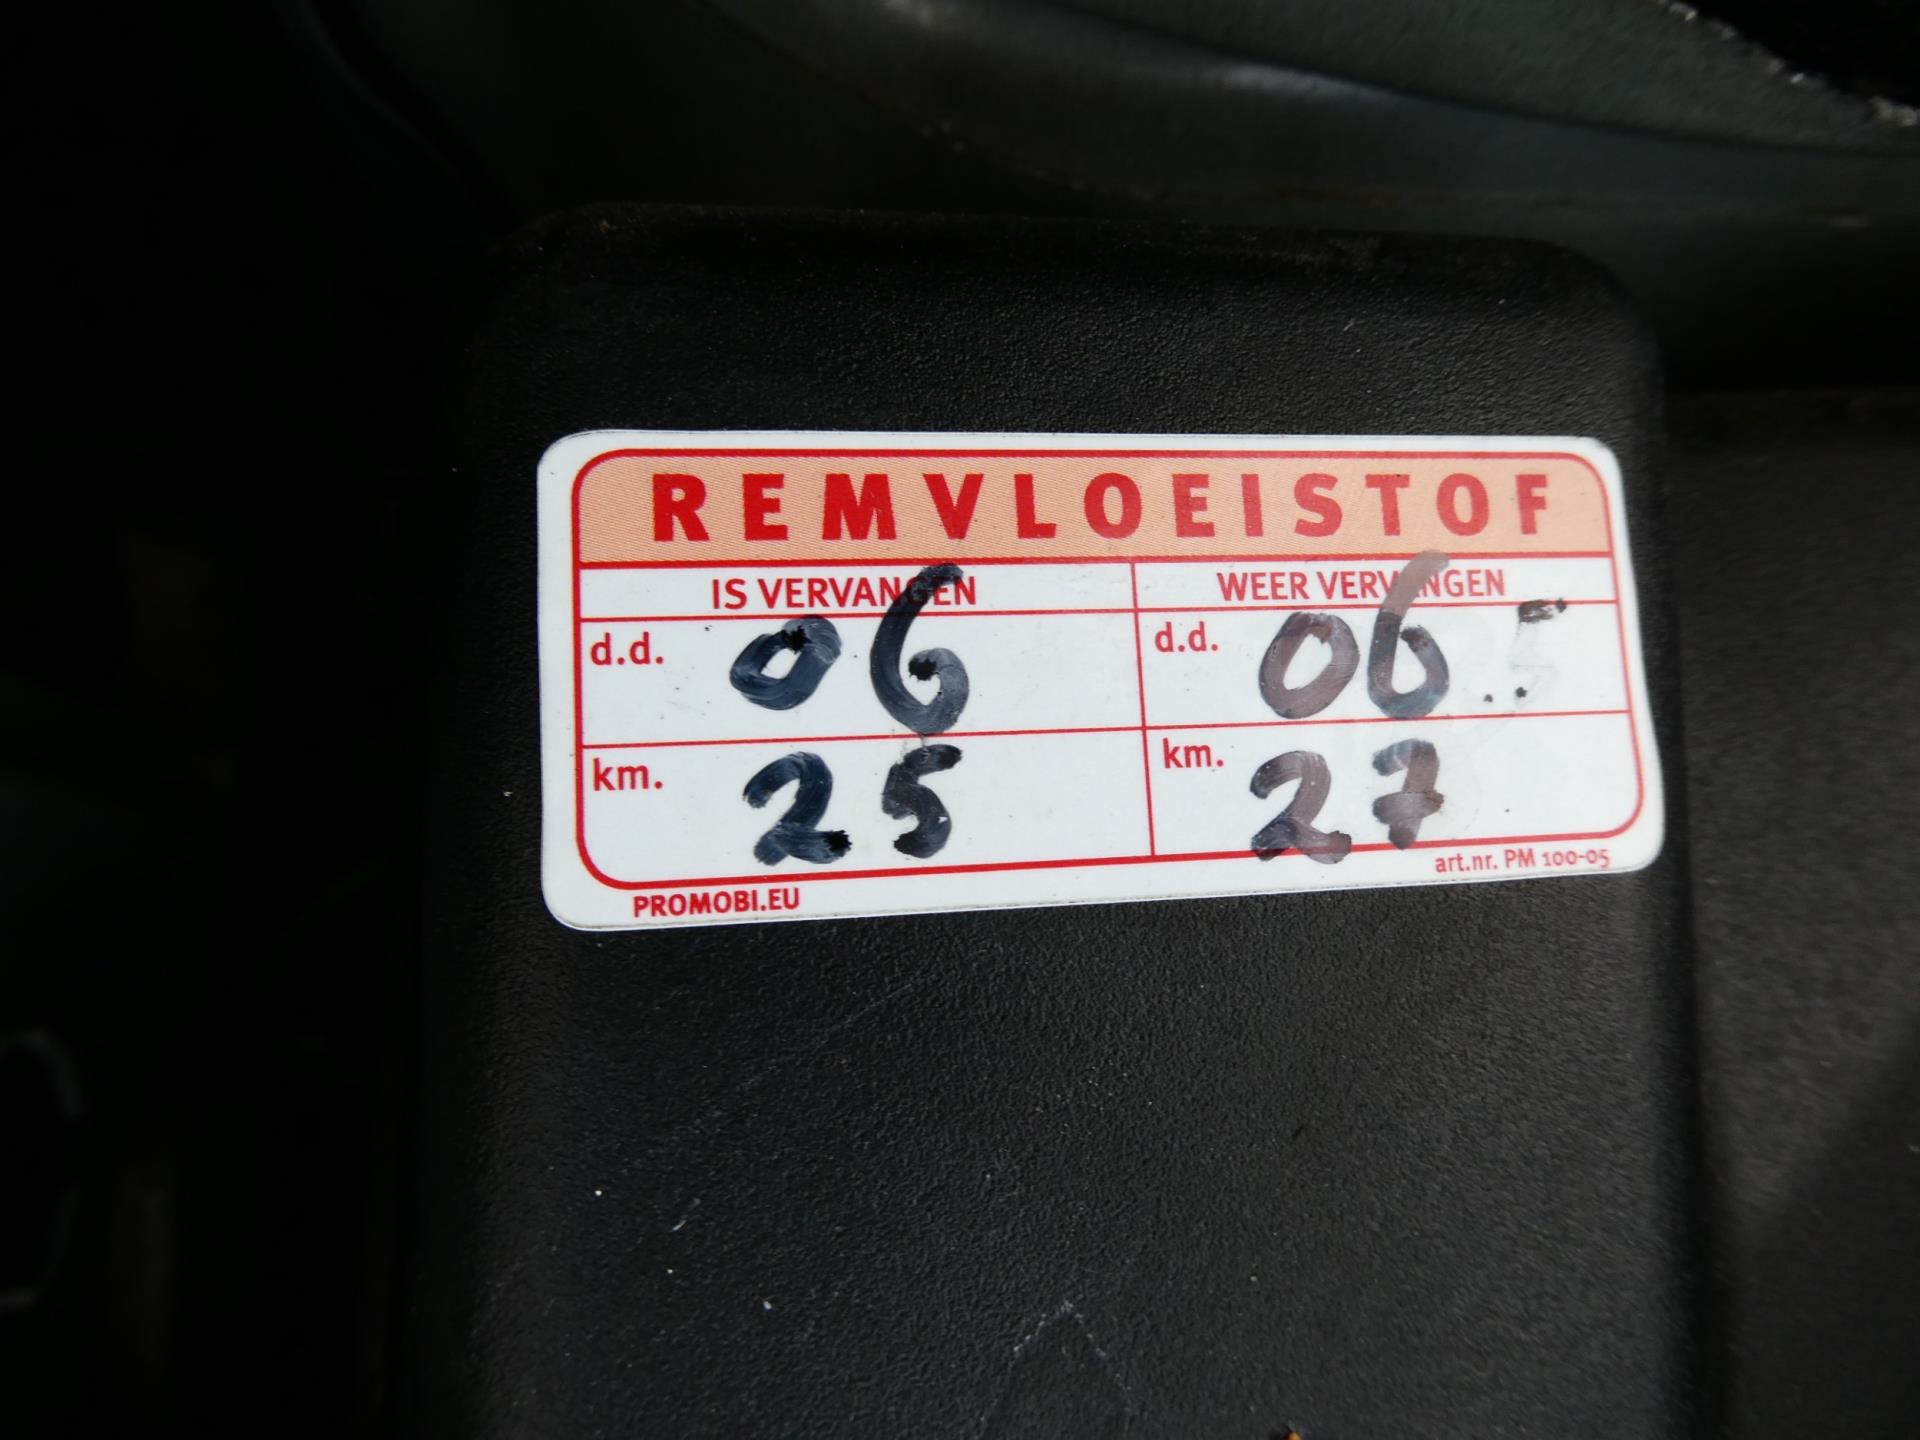 REMVLOEISTOF
IS VERVANGEN
WEER VERVANGEN
d.d. 06
d.d. 06
km. 25
km. 27
PROMOBI.EU
art.nr. PM 100-05